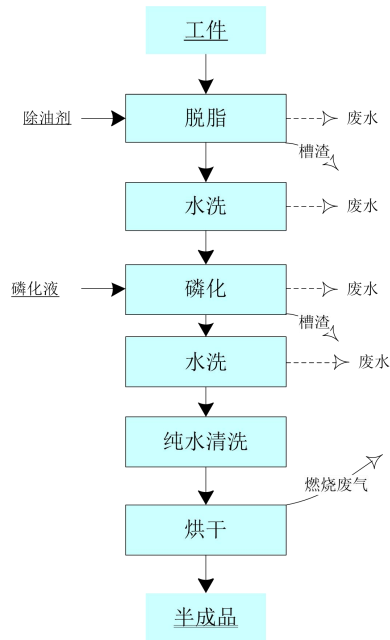 工件
除油剂
脱脂
废水
槽渣
水洗
废水
磷化液
磷化
废水
槽渣
水洗
废水
纯水清洗
燃烧废气
烘干
半成品